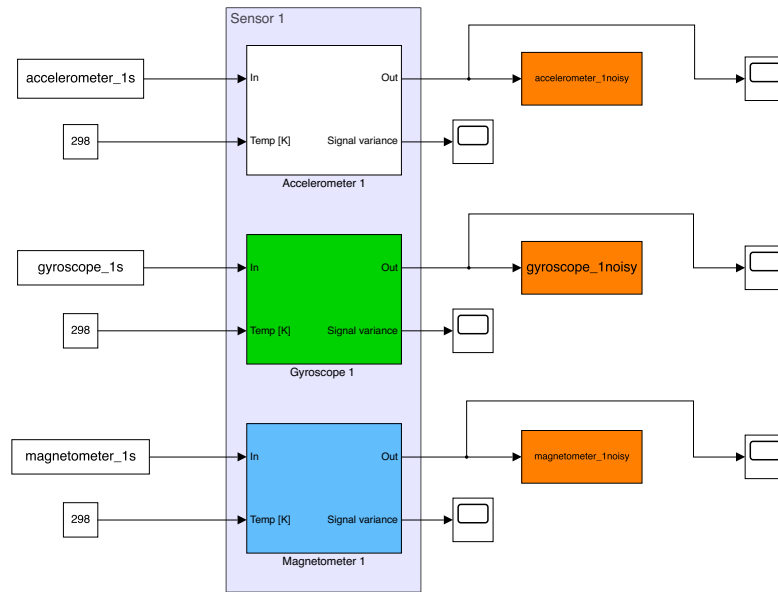 Sensor 1
accelerometer_1s
In
Out
accelerometer_1noisy
298
Temp [K]
Signal variance
Accelerometer 1
gyroscope_1s
In
Out
gyroscope_1noisy
298
Temp [K]
Signal variance
Gyroscope 1
magnetometer_1s
In
Out
magnetometer_1noisy
298
Temp [K]
Signal variance
Magnetometer 1